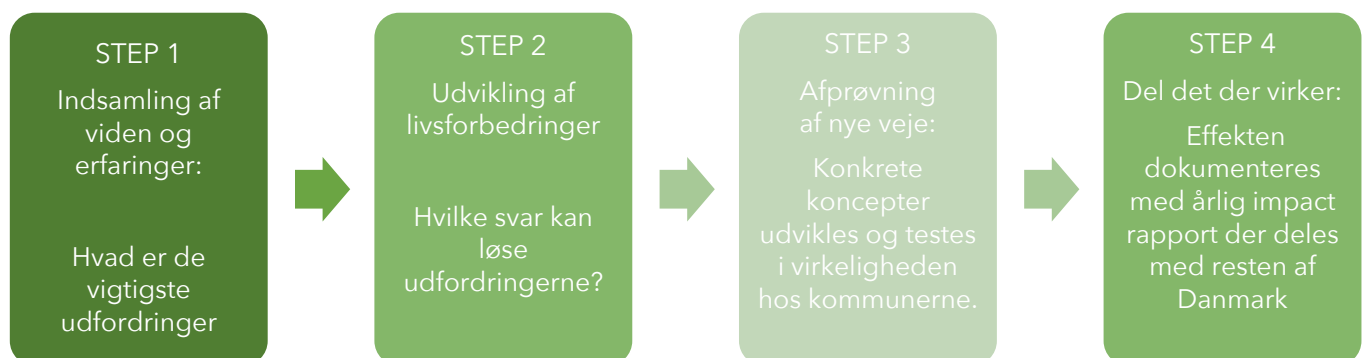 STEP 1
Indsamling af
viden og
erfaringer:
Hvad er de
vigtigste
udfordringer
STEP 2
Udvikling af
livsforbedringer
Hvilke svar kan
løse
udfordringerne?
STEP 3
Afprøvning
af nye veje:
Konkrete
koncepter
udvikles og testes
i virkeligheden
hos kommunerne.
STEP 4
Del det der virker:
Effekten
dokumenteres
med årlig impact
rapport der deles
med resten af
Danmark